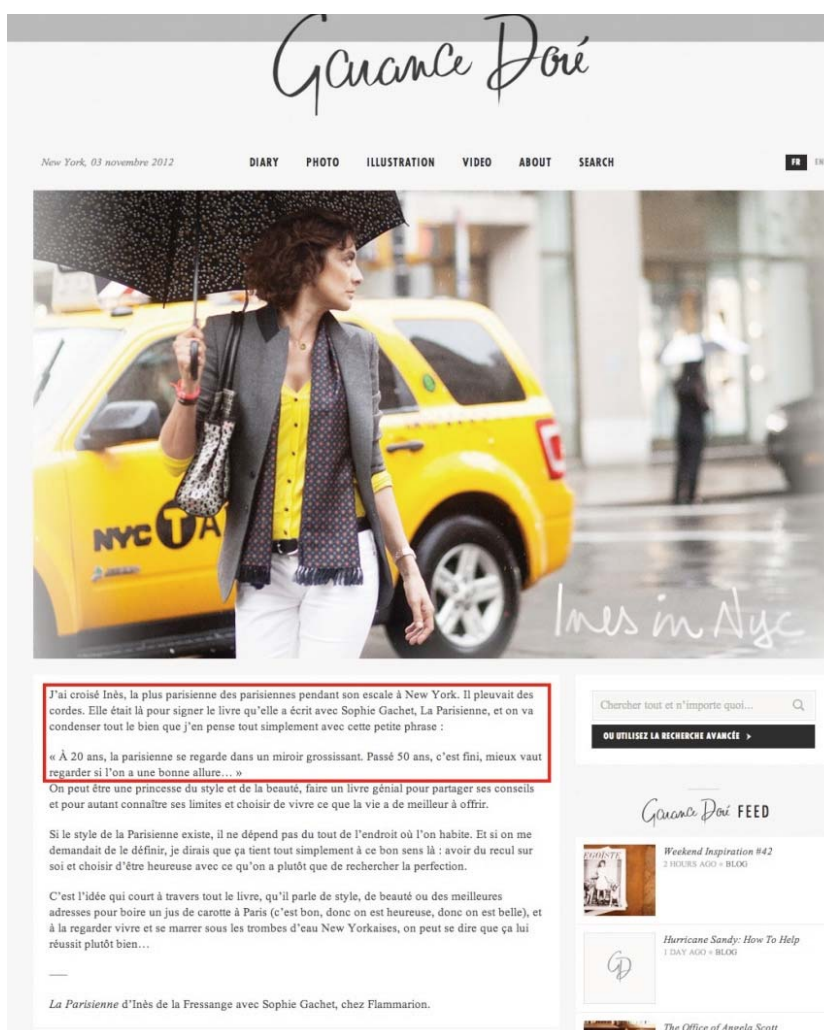 Garance Doré
New York, 03 novembre 2012
DIARY PHOTO ILLUSTRATION VIDEO ABOUT SEARCH
FR EN
NYC TA
Ines in Nyc
J'ai croisé Inès, la plus parisienne des parisiennes pendant son escale à New York. Il pleuvait des
cordes. Elle était là pour signer le livre qu'elle a écrit avec Sophie Gachet, La Parisienne, et on va
condenser tout le bien que j'en pense tout simplement avec cette petite phrase :
« À 20 ans, la parisienne se regarde dans un miroir grossissant. Passé 50 ans, c'est fini, mieux vaut
regarder si l'on a une bonne allure… »
On peut être une princesse du style et de la beauté, faire un livre génial pour partager ses conseils
et pour autant connaître ses limites et choisir de vivre ce que la vie a de meilleur à offrir.
Si le style de la Parisienne existe, il ne dépend pas du tout de l'endroit où l'on habite. Et si on me
demandait de le définir, je dirais que ça tient tout simplement à ce bon sens là : avoir du recul sur
soi et choisir d'être heureuse avec ce qu'on a plutôt que de rechercher la perfection.
C'est l'idée qui court à travers tout le livre, qu'il parle de style, de beauté ou des meilleures
adresses pour boire un jus de carotte à Paris (c'est bon, donc on est heureuse, donc on est belle), et
à la regarder vivre et se marrer sous les trombes d'eau New Yorkaises, on peut se dire que ça lui
réussit plutôt bien…
La Parisienne d'Inès de la Fressange avec Sophie Gachet, chez Flammarion.
Chercher tout et n'importe quoi…
OU UTILISEZ LA RECHERCHE AVANCÉE >
Garance Doré FEED
EGOÏSTE
Weekend Inspiration #42
2 HOURS AGO + BLOG
GD
Hurricane Sandy: How To Help
1 DAY AGO + BLOG
The Office of Angela Scott